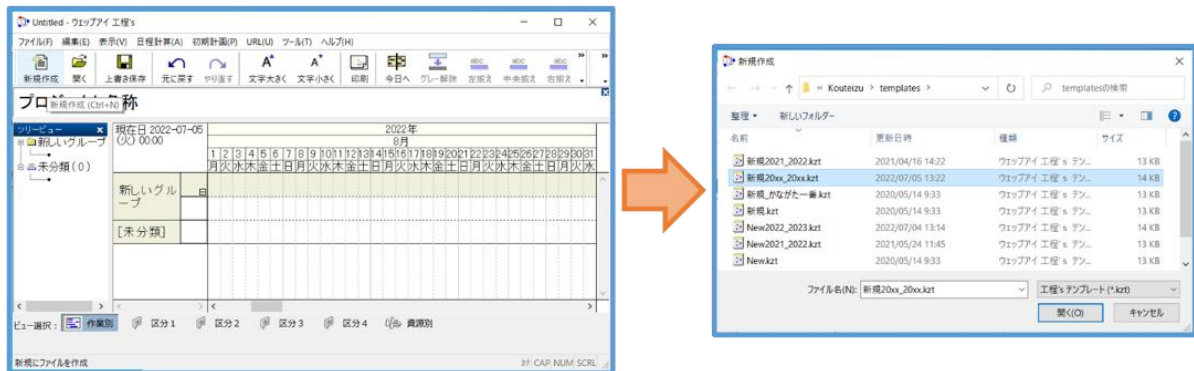 Untitled - ウエッブアイ 工程's
ファイル(F) 編集(E) 表示(V) 日程計算(A) 初期計画(P) URL(U) ツール(T) ヘルプ(H)
新規作成 開く 上書き保存 元に戻す やり直す 文字大きく 文字小さく 印刷 今日へ グレー解除 左揃え 中央揃え 右揃え
新規作成 (Ctrl+N) 称
ツリービュー
新しいグループ
未分類(0)
現在日 2022-07-05
(火) 00:00
2022年
8月
1 2 3 4 5 6 7 8 9 10 11 12 13 14 15 16 17 18 19 20 21 22 23 24 25 26 27 28 29 30 31
月 火 水 木 金 土 日 月 火 水 木 金 土 日 月 火 水 木 金 土 日 月 火 水 木 金 土 日 月 火 水
新しいグル 日
ープ
[未分類]
ビュー選択: 作業別 区分1 区分2 区分3 区分4 資源別
新規にファイルを作成
CAP NUM SCRL
新規作成
« Kouteizu › templates › templatesの検索
整理 新しいフォルダー
名前 更新日時 種類 サイズ
新規2021_2022.kzt 2021/04/16 14:22 ウエッブアイ 工程's テン... 13 KB
新規20xx_20xx.kzt 2022/07/05 13:22 ウエッブアイ 工程's テン... 14 KB
新規_かながた一番.kzt 2020/05/14 9:33 ウエッブアイ 工程's テン... 13 KB
新規.kzt 2020/05/14 9:33 ウエッブアイ 工程's テン... 13 KB
New2022_2023.kzt 2022/07/04 13:14 ウエッブアイ 工程's テン... 14 KB
New2021_2022.kzt 2021/05/24 11:45 ウエッブアイ 工程's テン... 13 KB
New.kzt 2020/05/14 9:33 ウエッブアイ 工程's テン... 13 KB
ファイル名(N): 新規20xx_20xx.kzt 工程's テンプレート (*.kzt)
開く(O) キャンセル